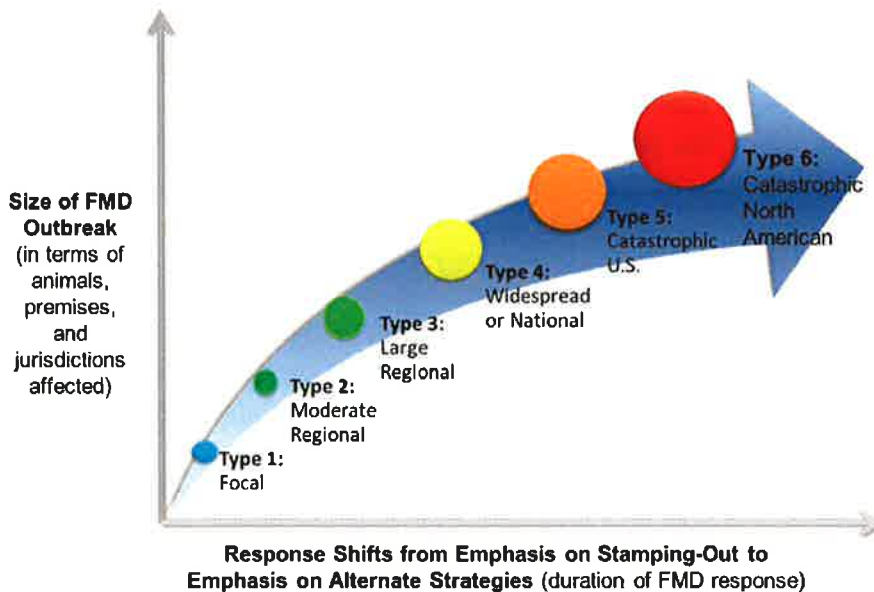 Size of FMD
Outbreak
(in terms of
animals,
premises,
and
jurisdictions
affected)
Type 1:
Focal
Type 2:
Moderate
Regional
Type 3:
Large
Regional
Type 4:
Widespread
or National
Type 5:
Catastrophic
U.S.
Type 6:
Catastrophic
North
American
Response Shifts from Emphasis on Stamping-Out to
Emphasis on Alternate Strategies (duration of FMD response)